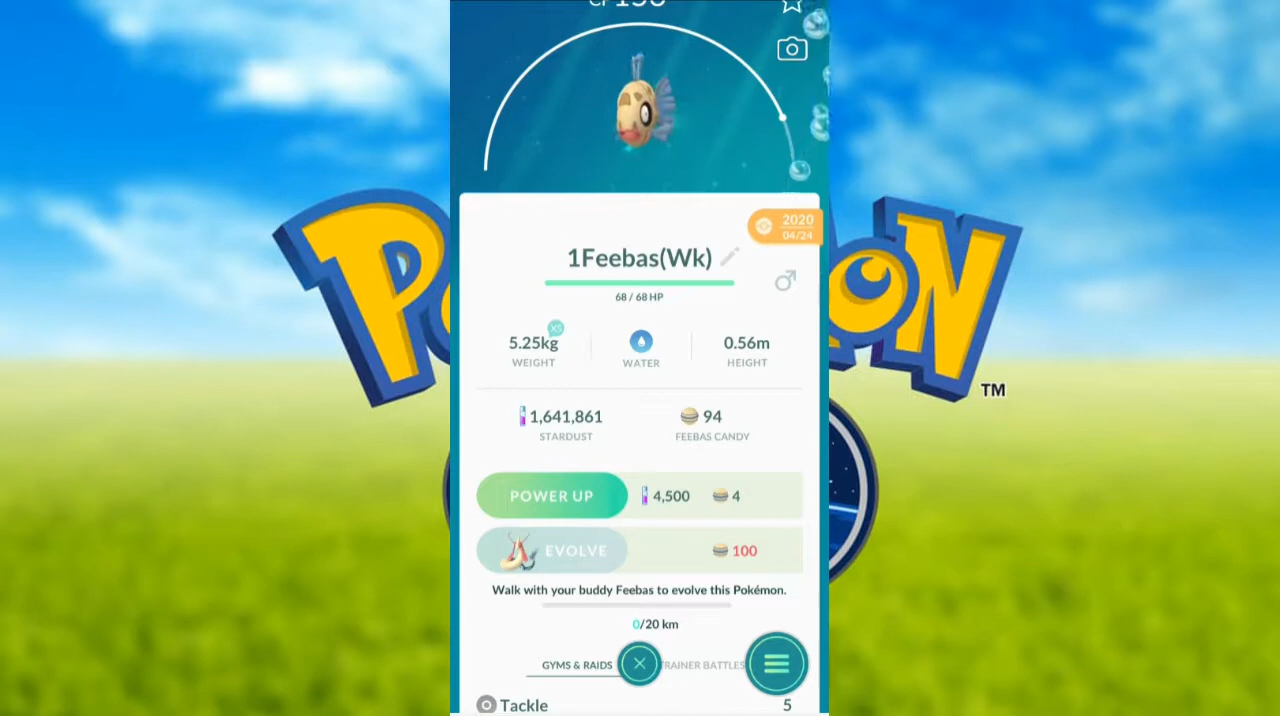 2020
04/24
1Feebas(Wk)
68 / 68 HP
XS
5.25kg
WEIGHT
WATER
0.56m
HEIGHT
1,641,861
STARDUST
94
FEEBAS CANDY
POWER UP
4,500
4
EVOLVE
100
Walk with your buddy Feebas to evolve this Pokémon.
0/20 km
GYMS & RAIDS
TRAINER BATTLES
Tackle
5
TM